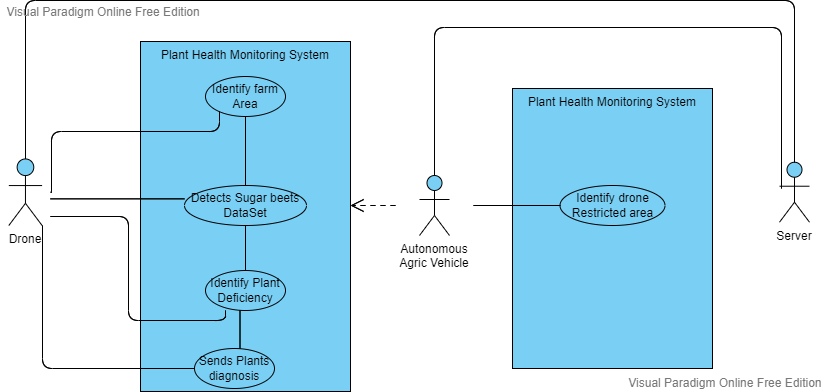 Visual Paradigm Online Free Edition
Plant Health Monitoring System
Identify farm
Area
Plant Health Monitoring System
Detects Sugar beets
DataSet
Identify drone
Restricted area
Drone
Autonomous
Agric Vehicle
Server
Identify Plant
Deficiency
Sends Plants
diagnosis
Visual Paradigm Online Free Edition